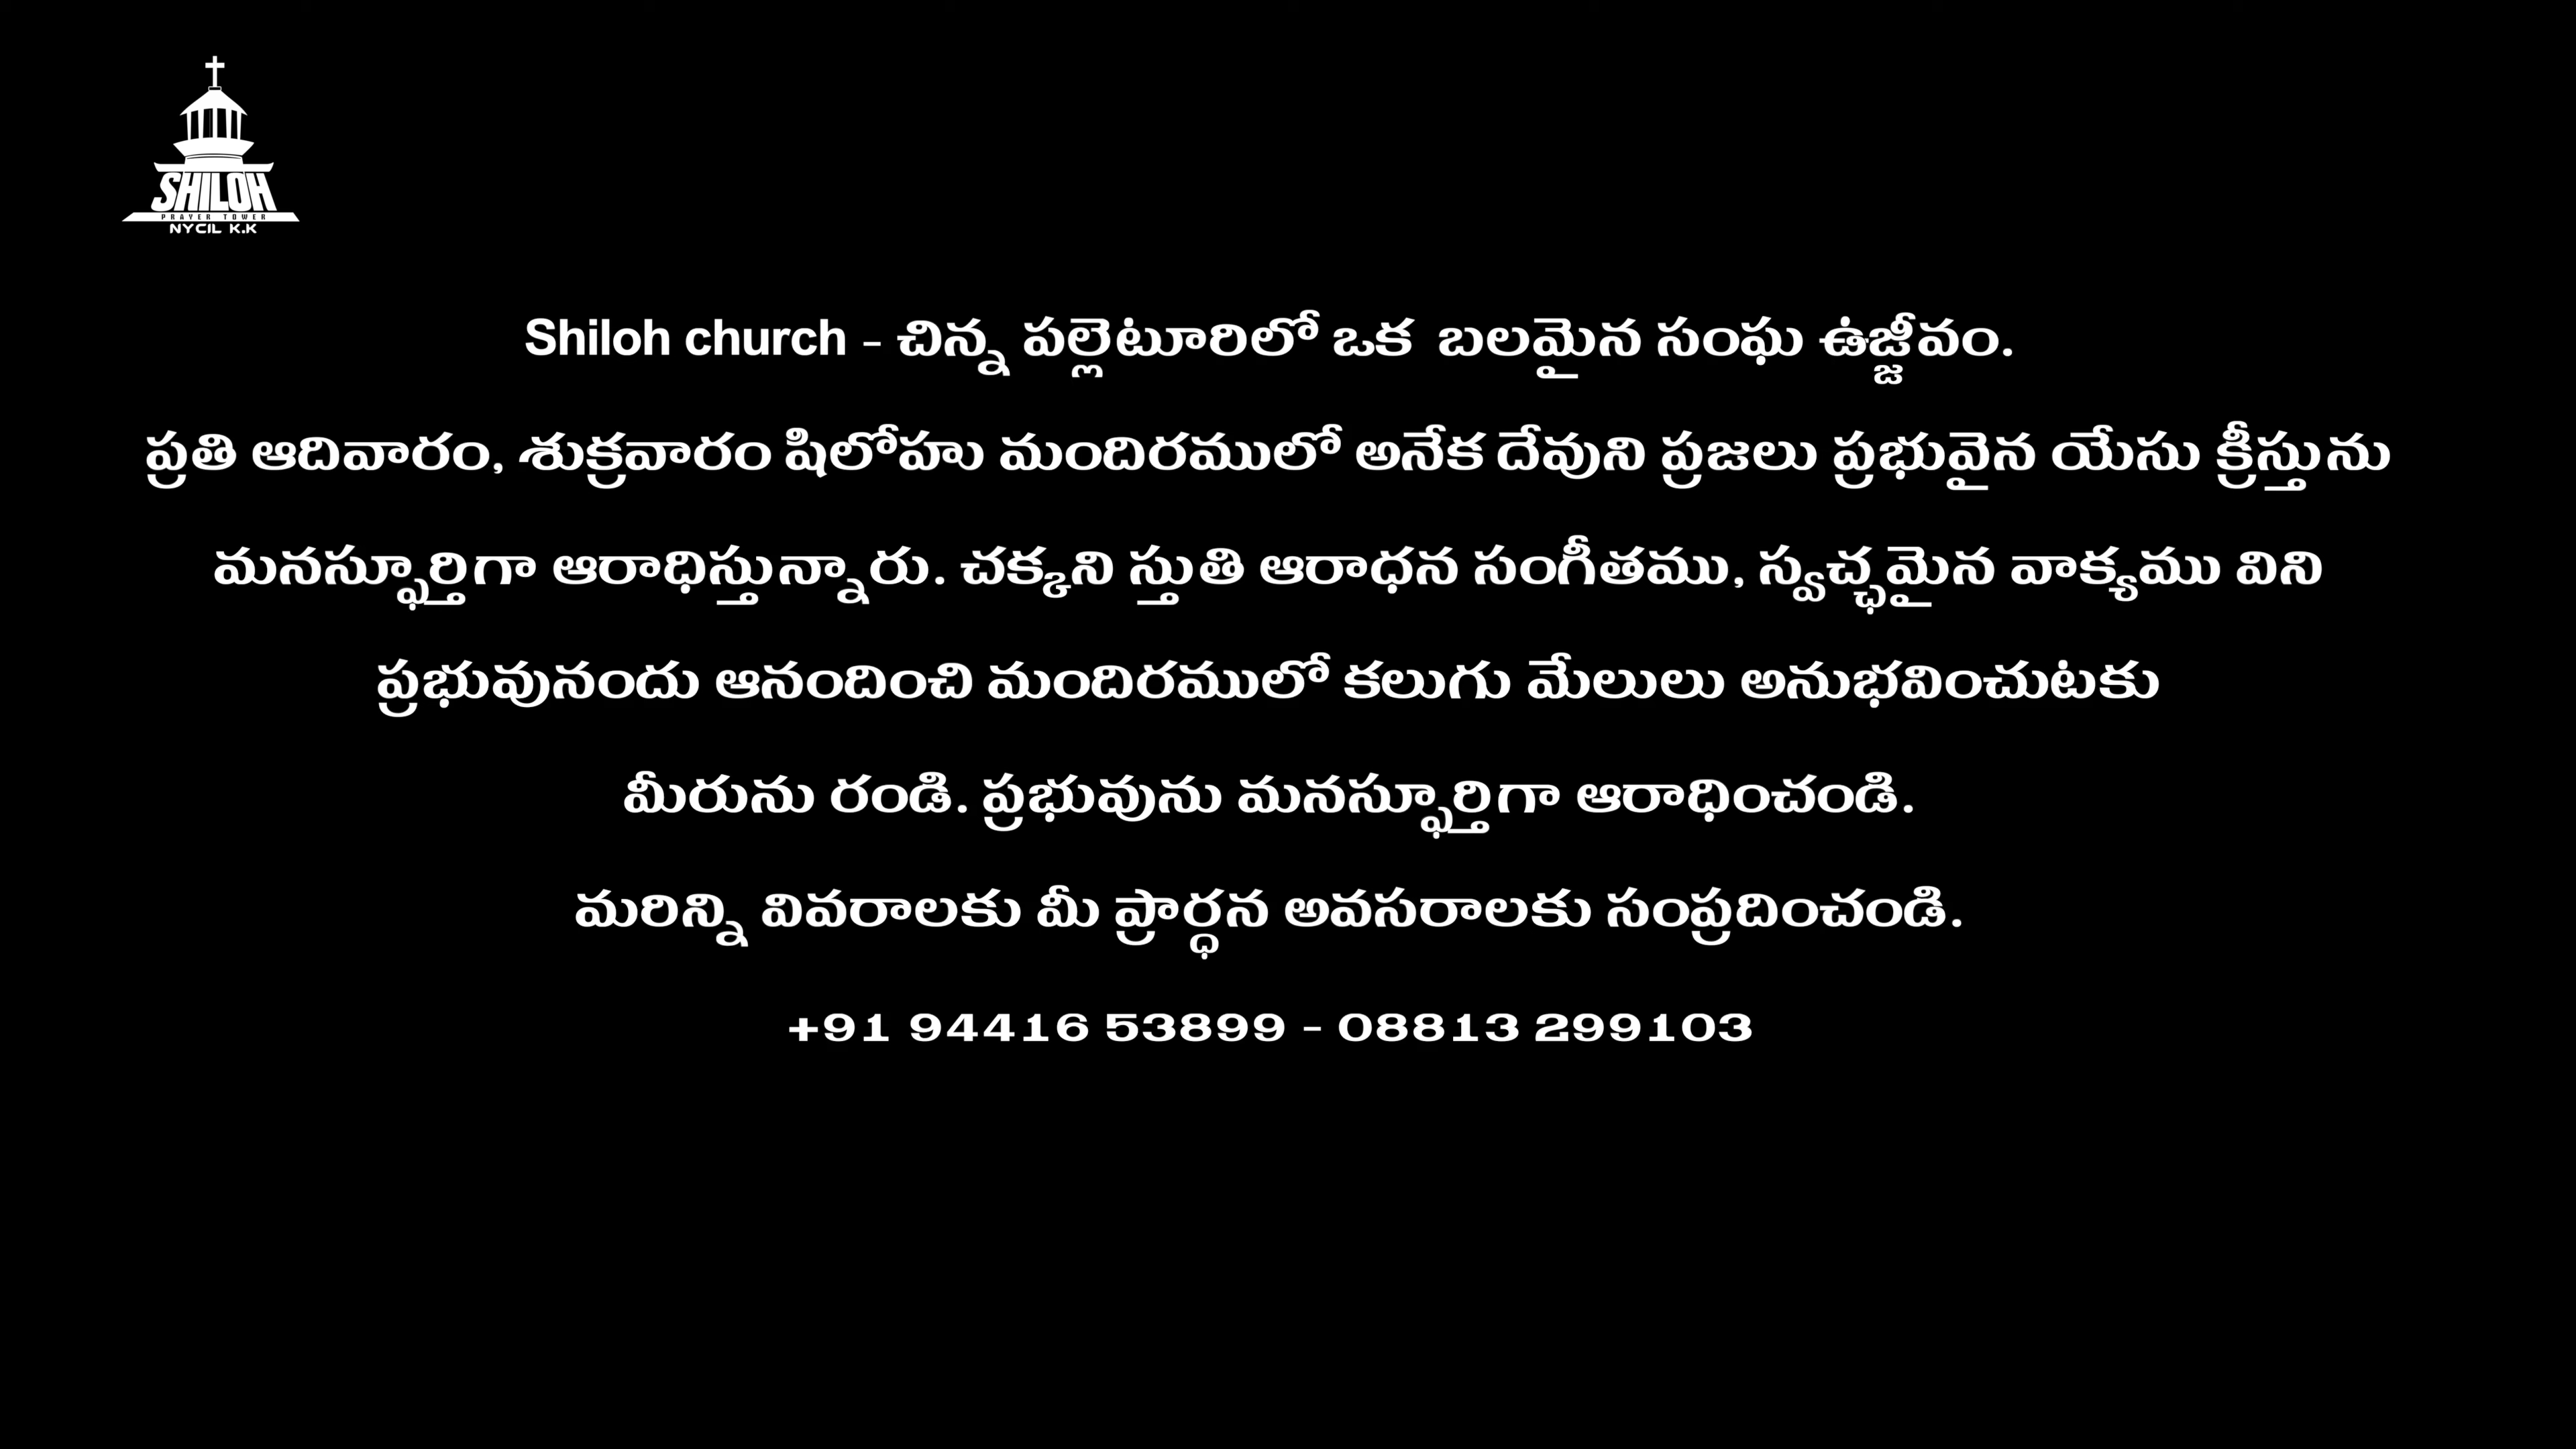 SHILOH
PRAYER TOWER
NYCIL K.K
Shiloh church - చిన్న పల్లెటూరిలో ఒక బలమైన సంఘ ఉజ్జీవం.
ప్రతి ఆదివారం, శుక్రవారం షిలోహు మందిరములో అనేక దేవుని ప్రజలు ప్రభువైన యేసు క్రీస్తును
మనస్ఫూర్తిగా ఆరాధిస్తున్నారు. చక్కని స్తుతి ఆరాధన సంగీతము, స్వచ్ఛమైన వాక్యము విని
ప్రభువునందు ఆనందించి మందిరములో కలుగు మేలులు అనుభవించుటకు
మీరును రండి. ప్రభువును మనస్ఫూర్తిగా ఆరాధించండి.
మరిన్ని వివరాలకు మీ ప్రార్ధన అవసరాలకు సంప్రదించండి.
+91 94416 53899 - 08813 299103